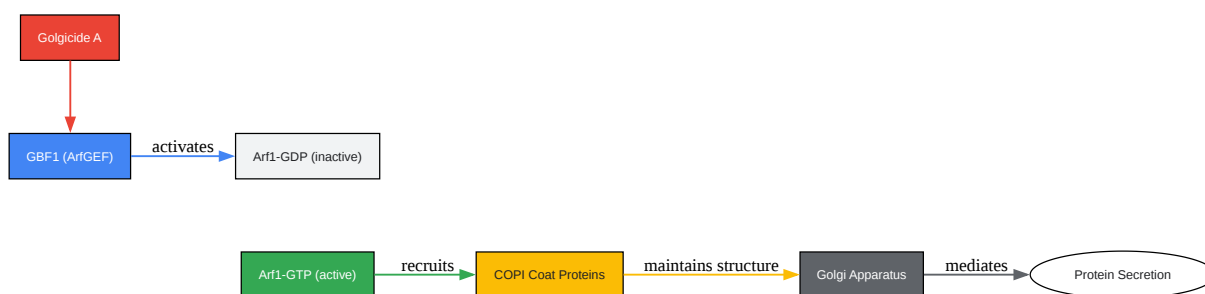 Golgicide A
GBF1 (ArfGEF)
activates
Arf1-GDP (inactive)
Arf1-GTP (active)
recruits
COPI Coat Proteins
maintains structure
Golgi Apparatus
mediates
Protein Secretion